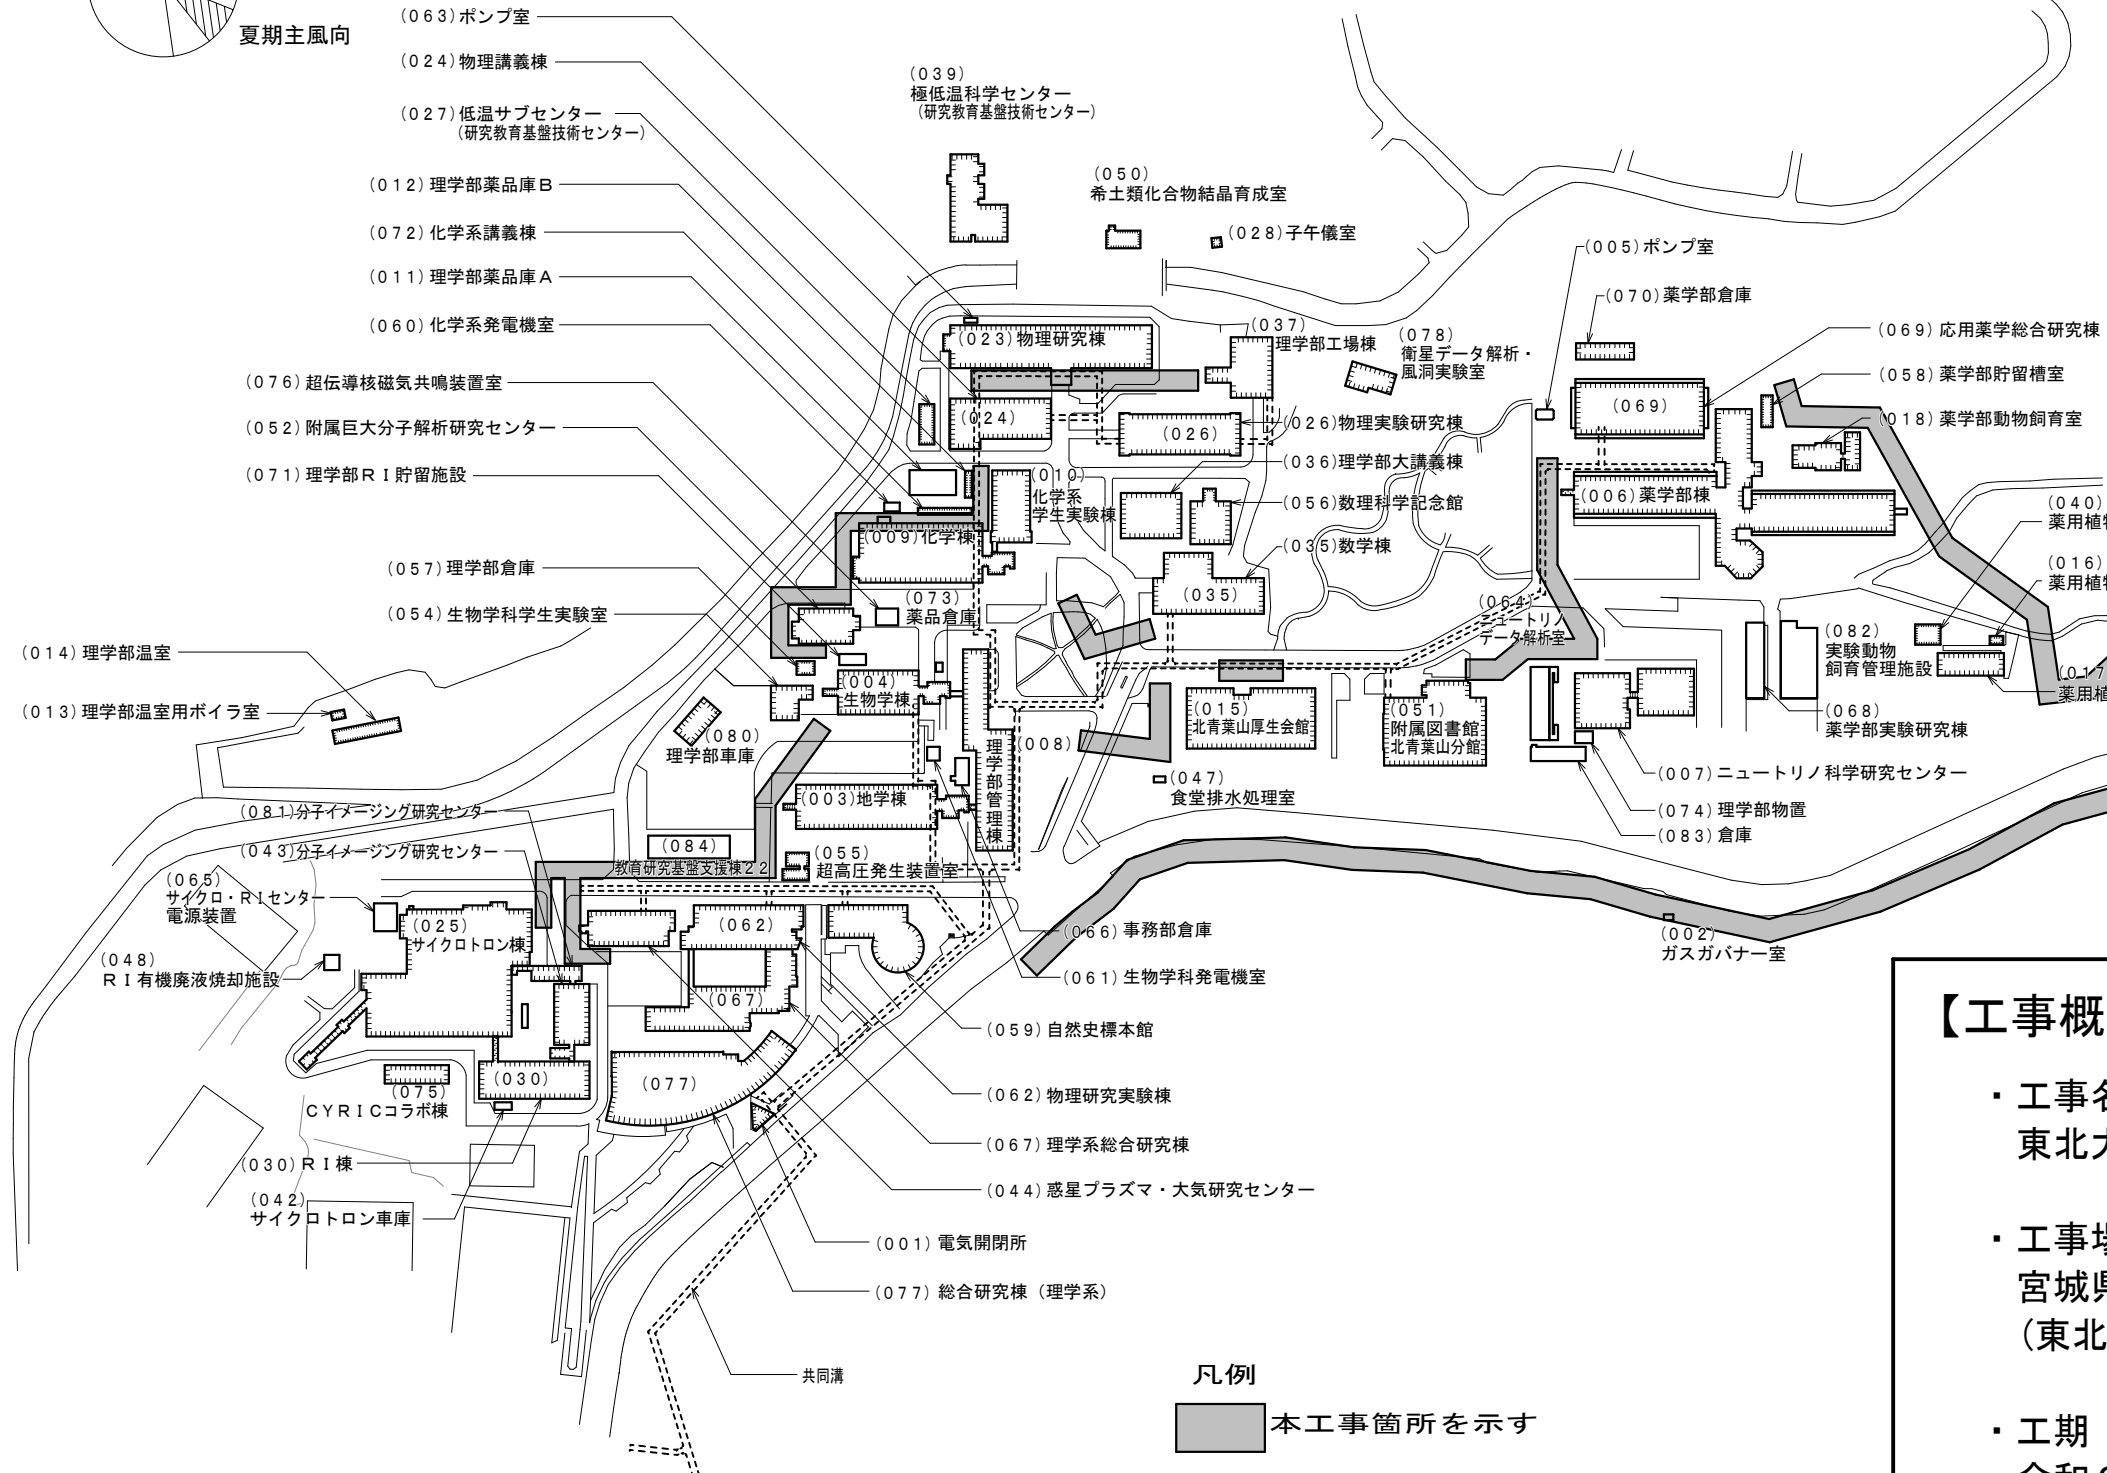 夏期主風向
(063)ポンプ室
(024)物理講義棟
(027)低温サブセンター
(研究教育基盤技術センター)
(012)理学部薬品庫B
(072)化学系講義棟
(011)理学部薬品庫A
(060)化学系発電機室
(076)超伝導核磁気共鳴装置室
(052)附属巨大分子解析研究センター
(071)理学部RI貯留施設
(057)理学部倉庫
(054)生物学科学生実験室
(014)理学部温室
(013)理学部温室用ボイラ室
(081)分子イメージング研究センター
(043)分子イメージング研究センター
(065)
サイクロ・RIセンター
電源装置
(048)
RI有機廃液焼却施設
(025)
サイクロトロン棟
(075)
CYRICコラボ棟
(030)
(030)RI棟
(042)
サイクロトロン車庫
(039)
極低温科学センター
(研究教育基盤技術センター)
(050)
希土類化合物結晶育成室
(028)子午儀室
(023)物理研究棟
(037)
理学部工場棟
(078)
衛星データ解析・
風洞実験室
(024)
(026)
(026)物理実験研究棟
(036)理学部大講義棟
(010)
化学系
学生実験棟
(056)数理科学記念館
(009)化学棟
(035)数学棟
(035)
(073)
薬品倉庫
(004)
生物学棟
(080)
理学部車庫
(008)
理学部管理棟
(003)地学棟
(084)
教育研究基盤支援棟22
(055)
超高圧発生装置室
(015)
北青葉山厚生会館
(051)
附属図書館
北青葉山分館
(047)
食堂排水処理室
(064)
ニュートリノ
データ解析室
(005)ポンプ室
(070)薬学部倉庫
(069)応用薬学総合研究棟
(069)
(058)薬学部貯留槽室
(018)薬学部動物飼育室
(006)薬学部棟
(040)
薬用植物
(016)
薬用植物
(082)
実験動物
飼育管理施設
(017
薬用植
(068)
薬学部実験研究棟
(007)ニュートリノ科学研究センター
(074)理学部物置
(083)倉庫
(002)
ガスガバナー室
(062)
(067)
(077)
(066)事務部倉庫
(061)生物学科発電機室
(059)自然史標本館
(062)物理研究実験棟
(067)理学系総合研究棟
(044)惑星プラズマ・大気研究センター
(001)電気開閉所
(077)総合研究棟(理学系)
共同溝
凡例
本工事箇所を示す
【工事概
・工事名
東北大
・工事場
宮城県
(東北
・工期